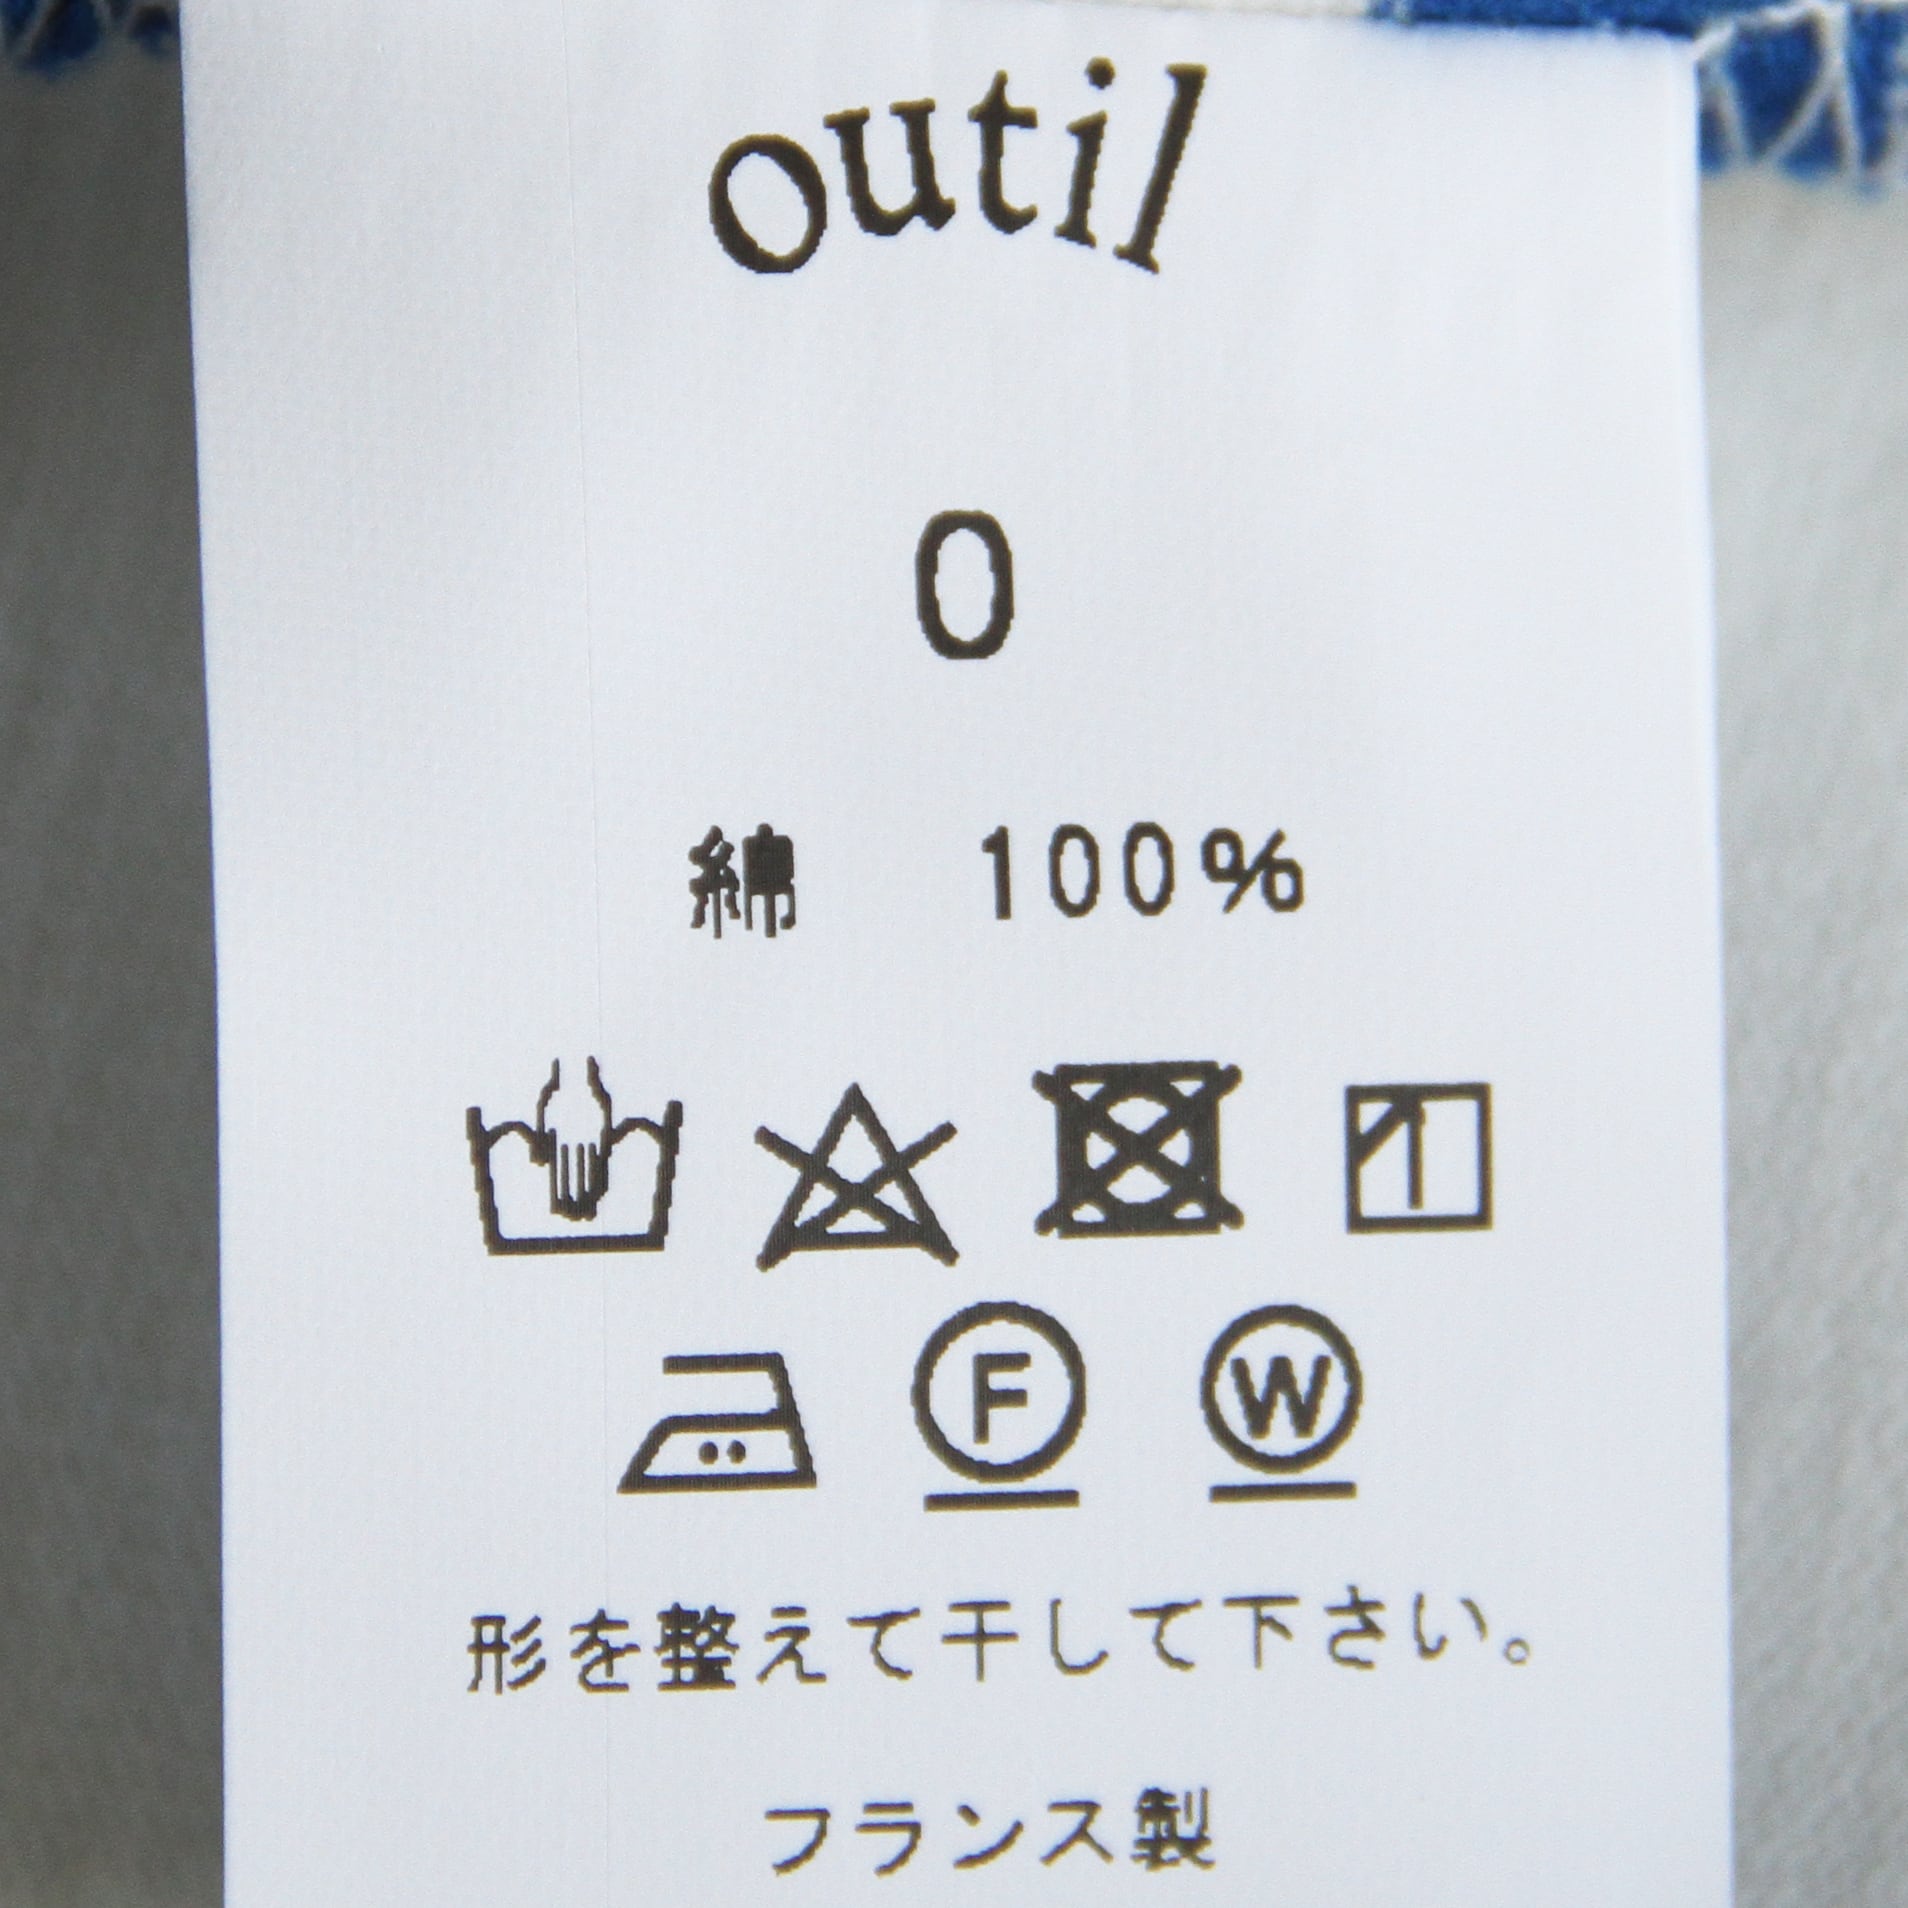 outil
0
綿 100%
F W
形を整えて干して下さい。
フランス製